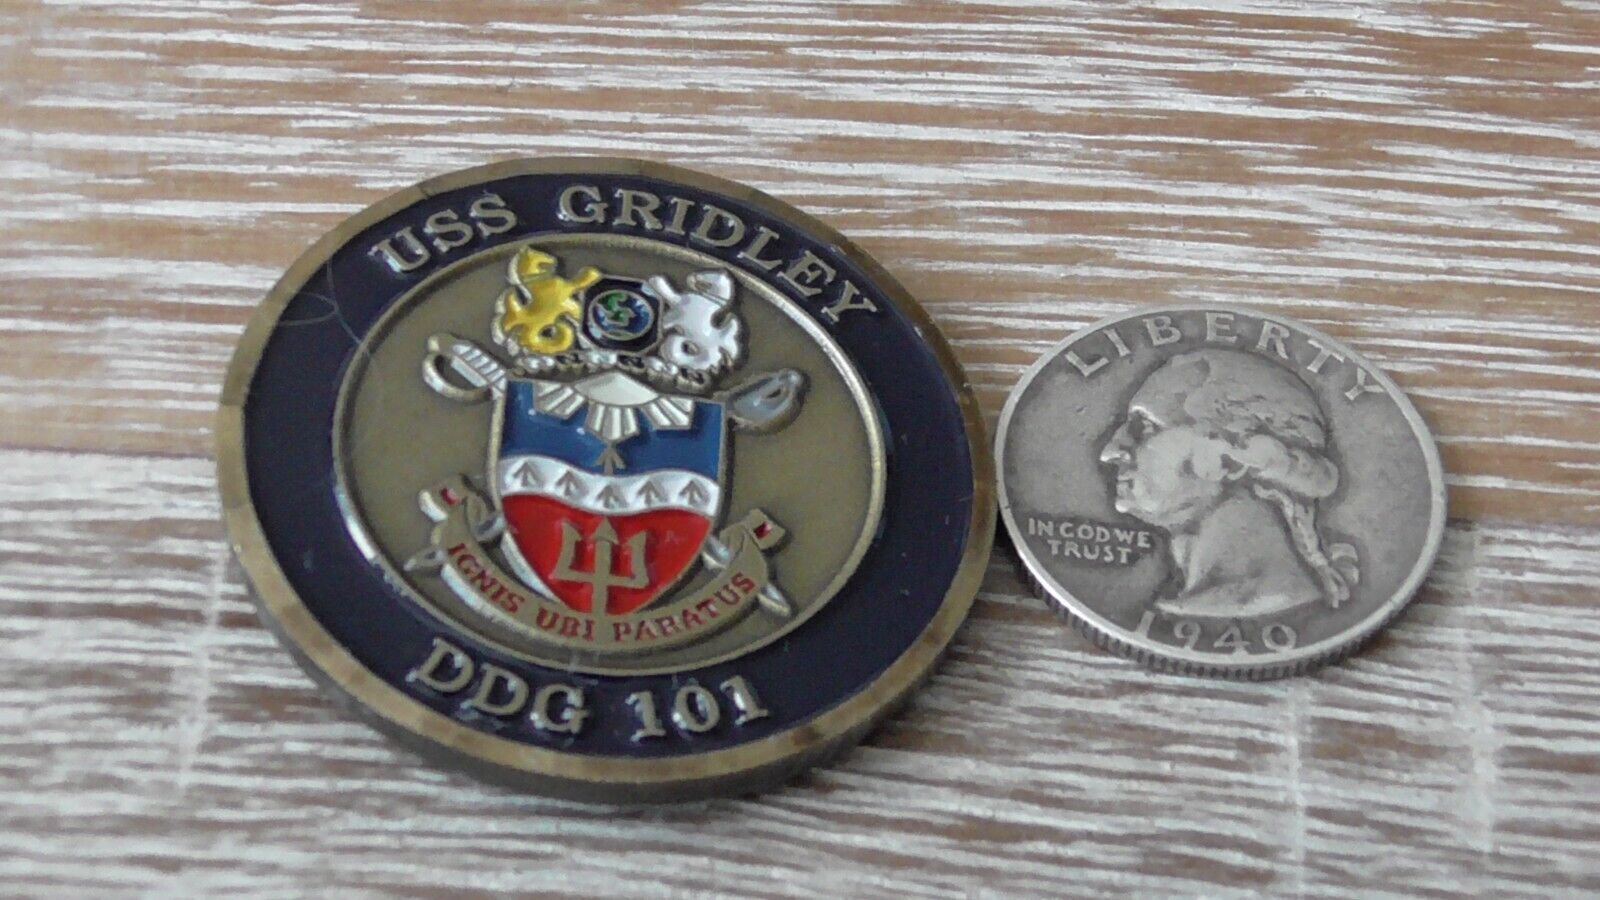 USS GRIDLEY
IGNIS UBI PARATUS
DDG 101
LIBERTY
IN GOD WE
TRUST
1940